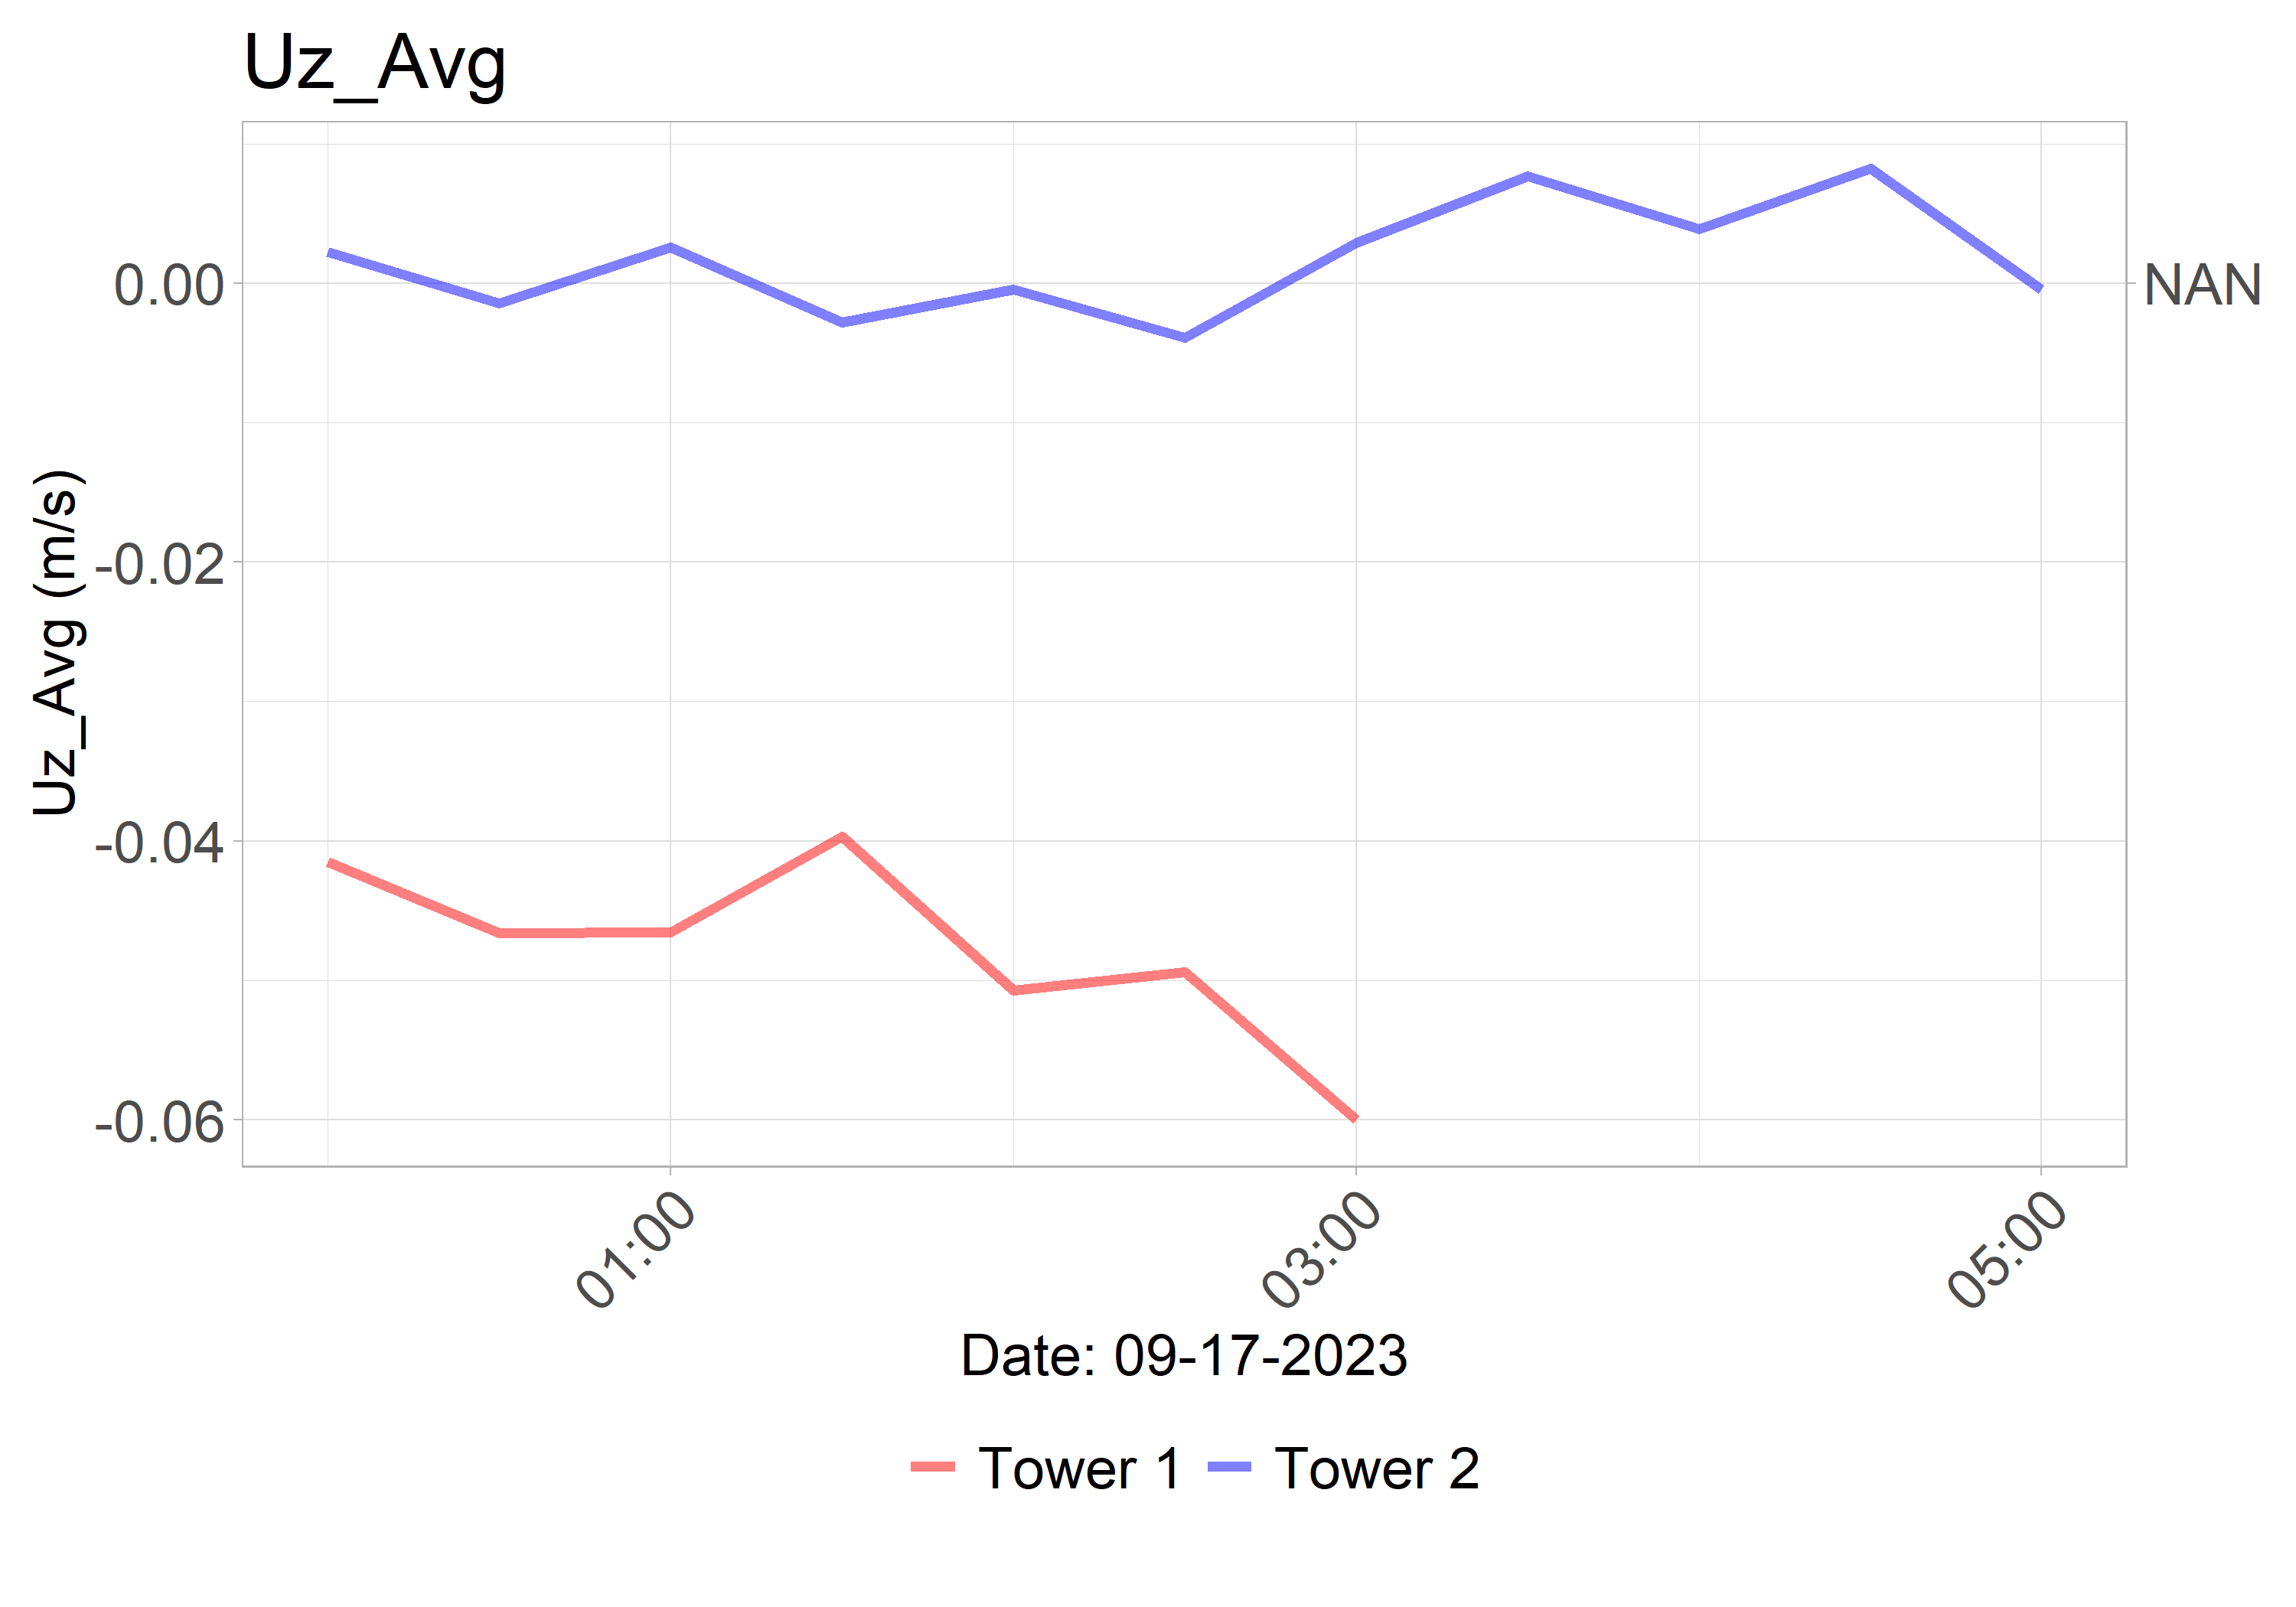 Uz_Avg
Uz_Avg (m/s)
0.00
-0.02
-0.04
-0.06
NAN
01:00
03:00
05:00
Date: 09-17-2023
Tower 1
Tower 2